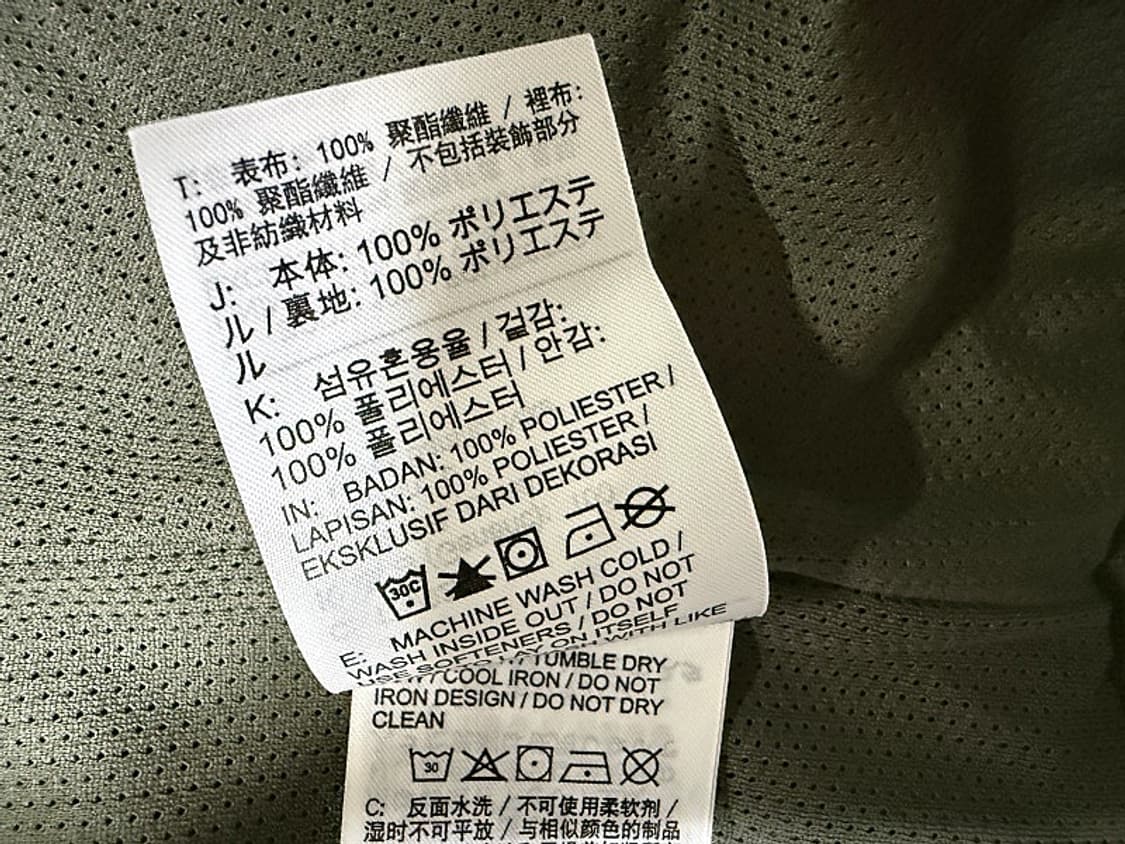 T: 表布: 100% 聚酯纖維 / 裡布:
100% 聚酯纖維 / 不包括裝飾部分
及非紡織材料
J: 本体: 100% ポリエステ
ル / 裏地: 100% ポリエステ
ル
K: 섬유혼용율 / 겉감:
100% 폴리에스터 / 안감:
100% 폴리에스터
IN: BADAN: 100% POLIESTER /
LAPISAN: 100% POLIESTER /
EKSKLUSIF DARI DEKORASI
30C
E: MACHINE WASH COLD /
WASH INSIDE OUT / DO NOT
USE SOFTENERS / DO NOT
LAY ON ITSELF
WITH LIKE
/ TUMBLE DRY
/ COOL IRON / DO NOT
IRON DESIGN / DO NOT DRY
CLEAN
30
C: 反面水洗 / 不可使用柔软剂 /
湿时不可平放 / 与相似颜色的制品